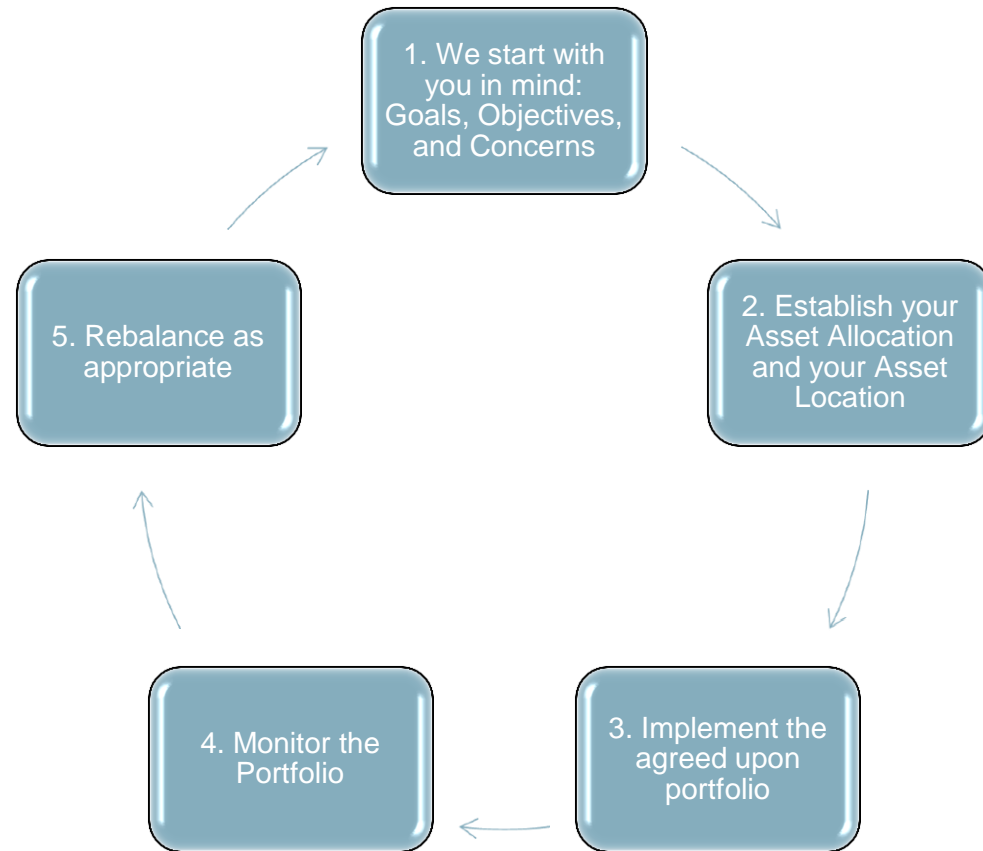 1. We start with
you in mind:
Goals, Objectives,
and Concerns
2. Establish your
Asset Allocation
and your Asset
Location
3. Implement the
agreed upon
portfolio
4. Monitor the
Portfolio
5. Rebalance as
appropriate